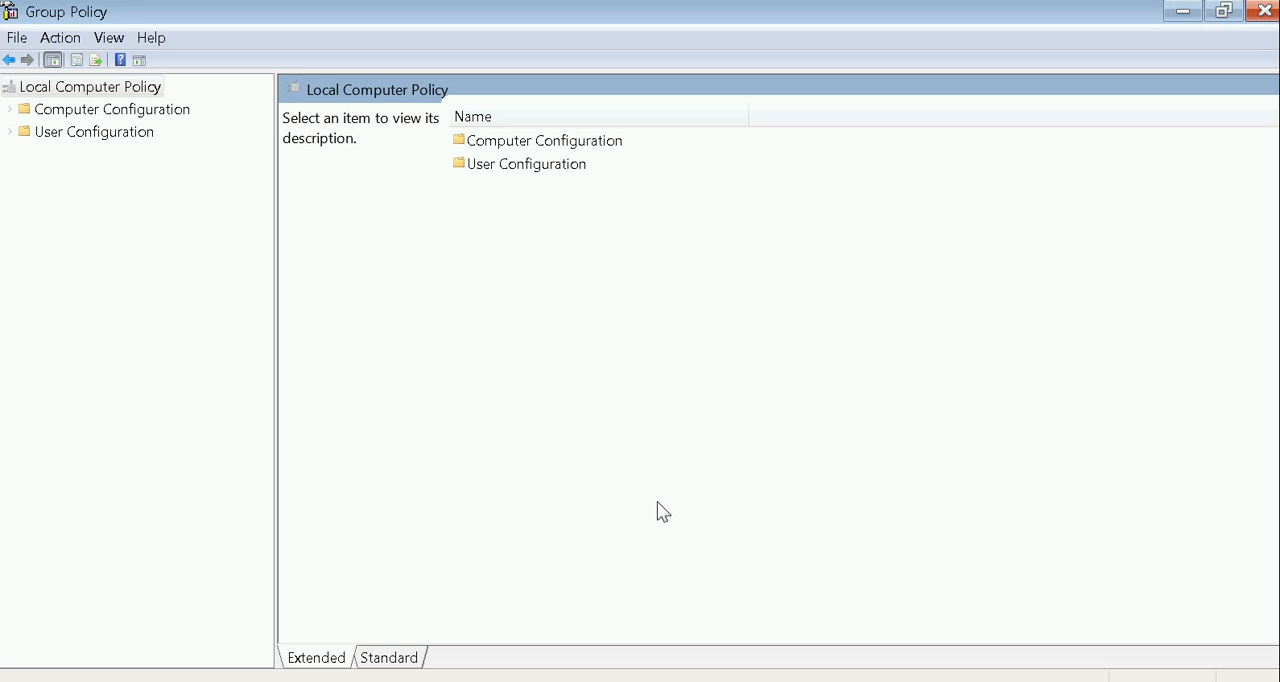 Group Policy
File Action View Help
Local Computer Policy
Computer Configuration
User Configuration
Local Computer Policy
Select an item to view its
description.
Name
Computer Configuration
User Configuration
Extended Standard